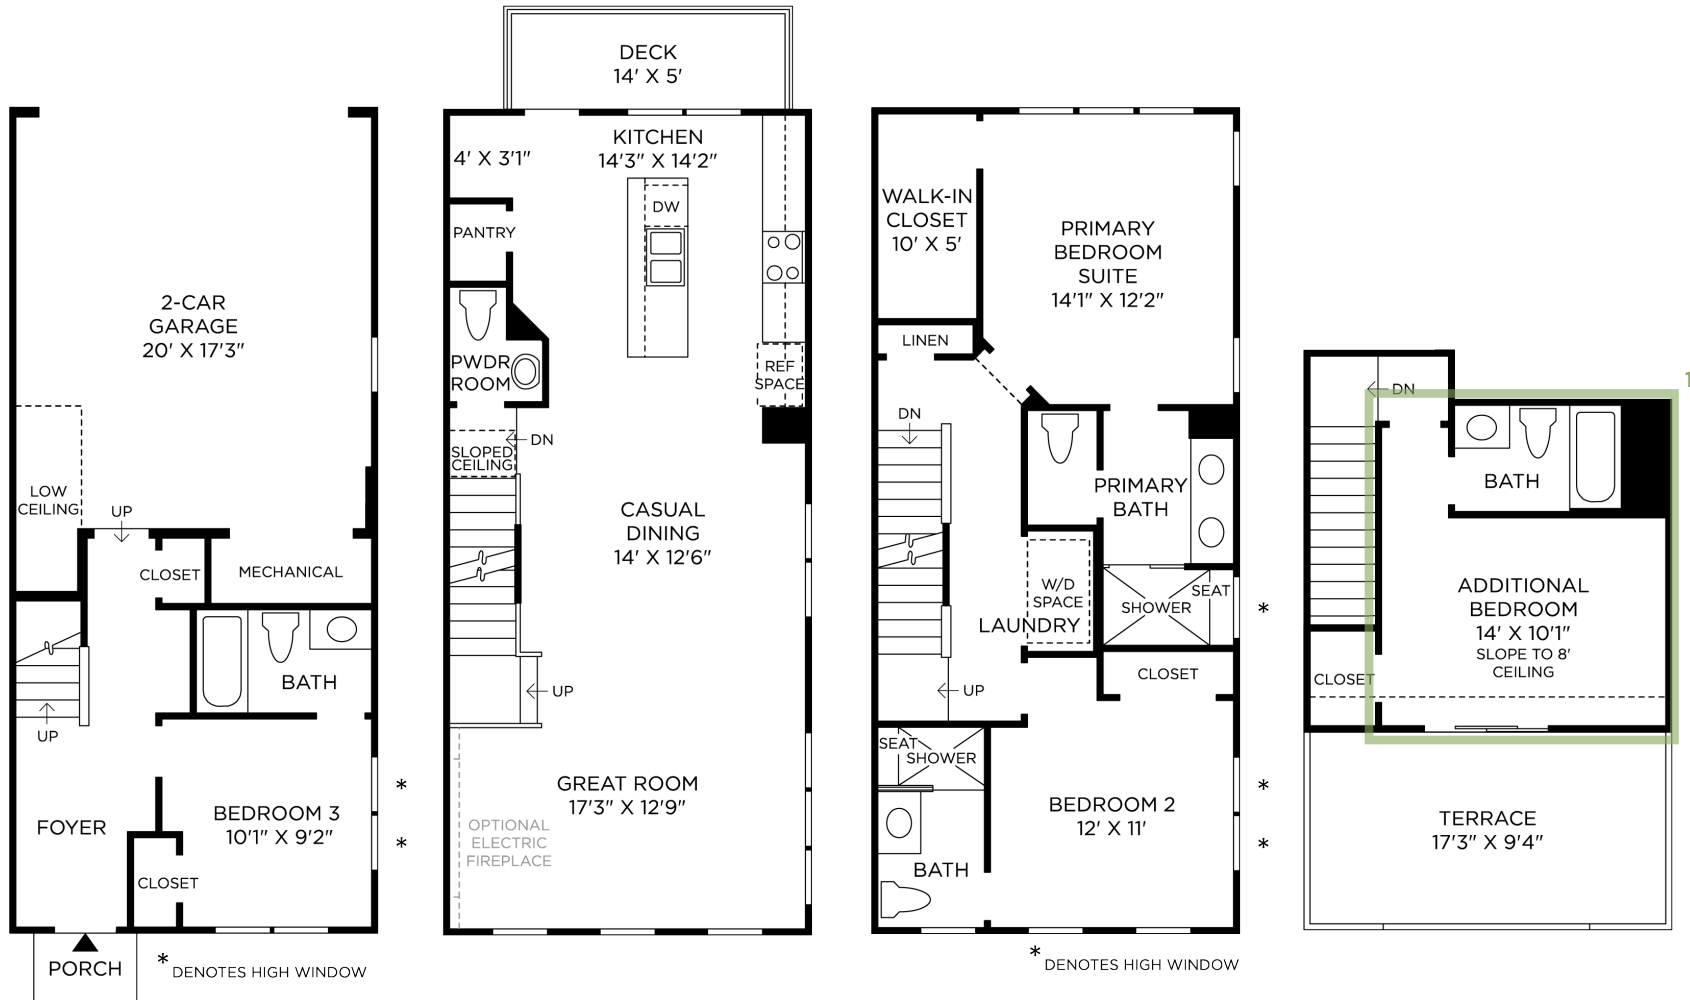 2-CAR
GARAGE
20' X 17'3"
LOW
CEILING
UP
CLOSET
MECHANICAL
BATH
UP
FOYER
BEDROOM 3
10'1" X 9'2"
*
*
CLOSET
PORCH
* DENOTES HIGH WINDOW
DECK
14' X 5'
KITCHEN
14'3" X 14'2"
4' X 3'1"
DW
PANTRY
PWDR
ROOM
REF
SPACE
DN
SLOPED
CEILING
CASUAL
DINING
14' X 12'6"
UP
GREAT ROOM
17'3" X 12'9"
OPTIONAL
ELECTRIC
FIREPLACE
WALK-IN
CLOSET
10' X 5'
PRIMARY
BEDROOM
SUITE
14'1" X 12'2"
LINEN
DN
PRIMARY
BATH
W/D
SPACE
LAUNDRY
SHOWER
SEAT
*
CLOSET
UP
SEAT
SHOWER
BEDROOM 2
12' X 11'
*
*
BATH
* DENOTES HIGH WINDOW
1
DN
BATH
ADDITIONAL
BEDROOM
14' X 10'1"
SLOPE TO 8'
CEILING
CLOSET
TERRACE
17'3" X 9'4"